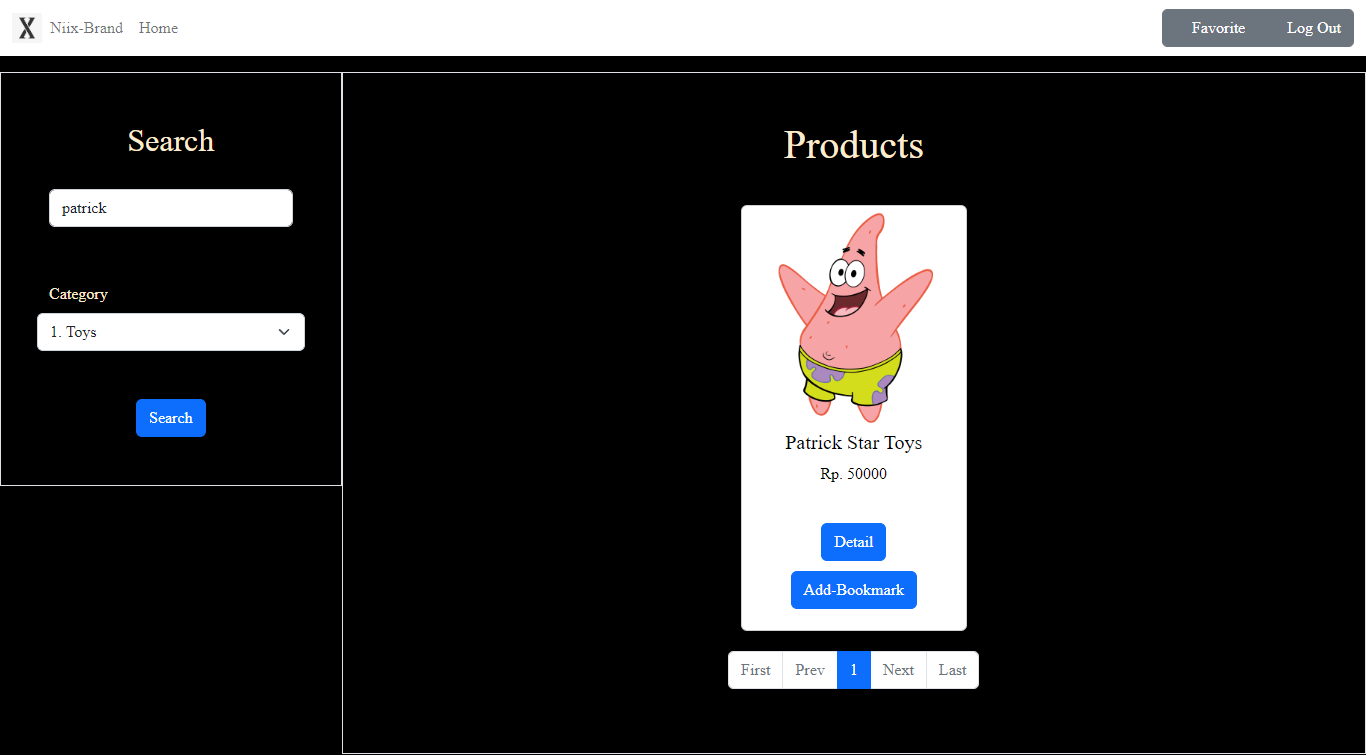 X Niix-Brand Home Favorite Log Out
Search
patrick
Category
1. Toys
Search
Products
Patrick Star Toys
Rp. 50000
Detail
Add-Bookmark
First Prev 1 Next Last